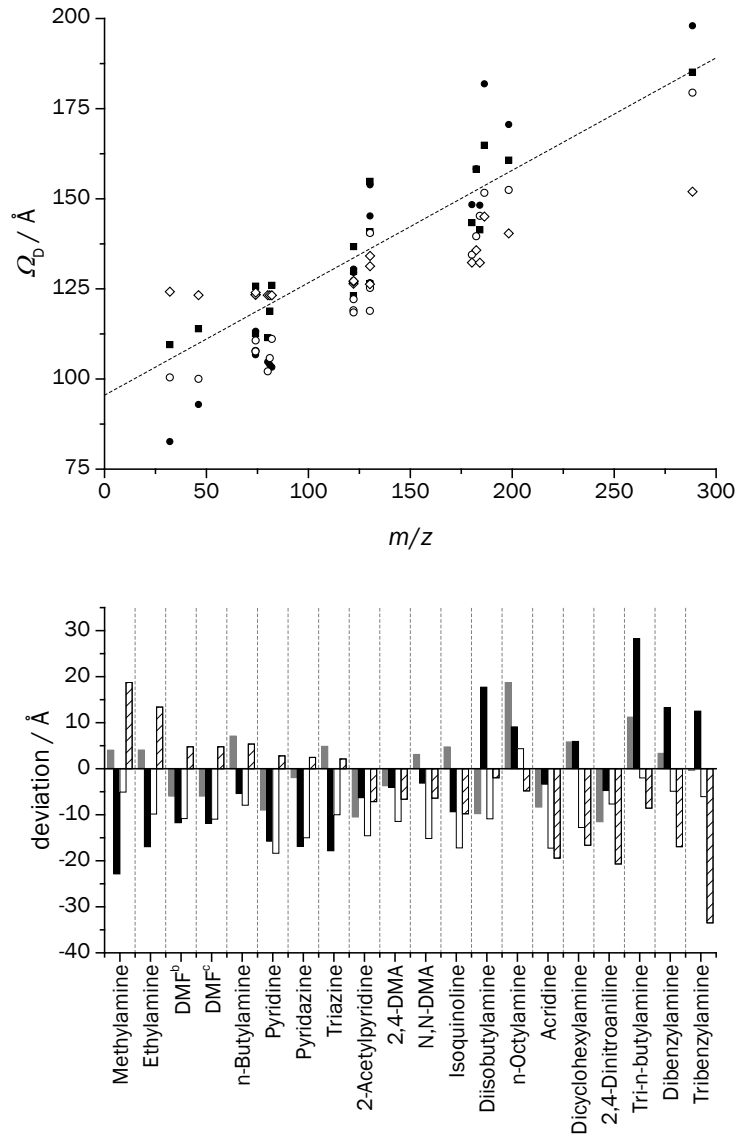 200
175
150
125
100
75
Ω_D / Å
0
50
100
150
200
250
300
m/z
30
20
10
0
-10
-20
-30
-40
deviation / Å
Methylamine
Ethylamine
DMFᵇ
DMFᶜ
n-Butylamine
Pyridine
Pyridazine
Triazine
2-Acetylpyridine
2,4-DMA
N,N-DMA
Isoquinoline
Diisobutylamine
n-Octylamine
Acridine
Dicyclohexylamine
2,4-Dinitroaniline
Tri-n-butylamine
Dibenzylamine
Tribenzylamine